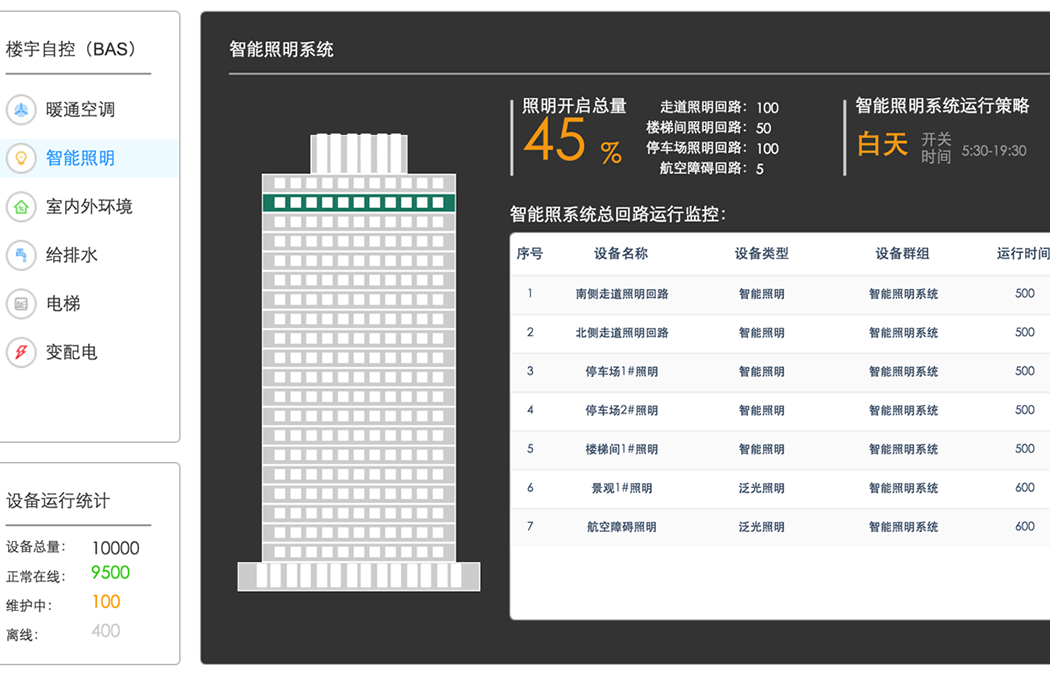 楼宇自控（BAS）
暖通空调
智能照明
室内外环境
给排水
电梯
变配电
设备运行统计
设备总量： 10000
正常在线： 9500
维护中： 100
离线： 400
智能照明系统
照明开启总量
45 %
走道照明回路：100
楼梯间照明回路：50
停车场照明回路：100
航空障碍回路：5
智能照明系统运行策略
白天 开关时间 5:30-19:30
智能照系统总回路运行监控：
序号 设备名称 设备类型 设备群组 运行时间
1 南侧走道照明回路 智能照明 智能照明系统 500
2 北侧走道照明回路 智能照明 智能照明系统 500
3 停车场1#照明 智能照明 智能照明系统 500
4 停车场2#照明 智能照明 智能照明系统 500
5 楼梯间1#照明 智能照明 智能照明系统 500
6 景观1#照明 泛光照明 智能照明系统 600
7 航空障碍照明 泛光照明 智能照明系统 600